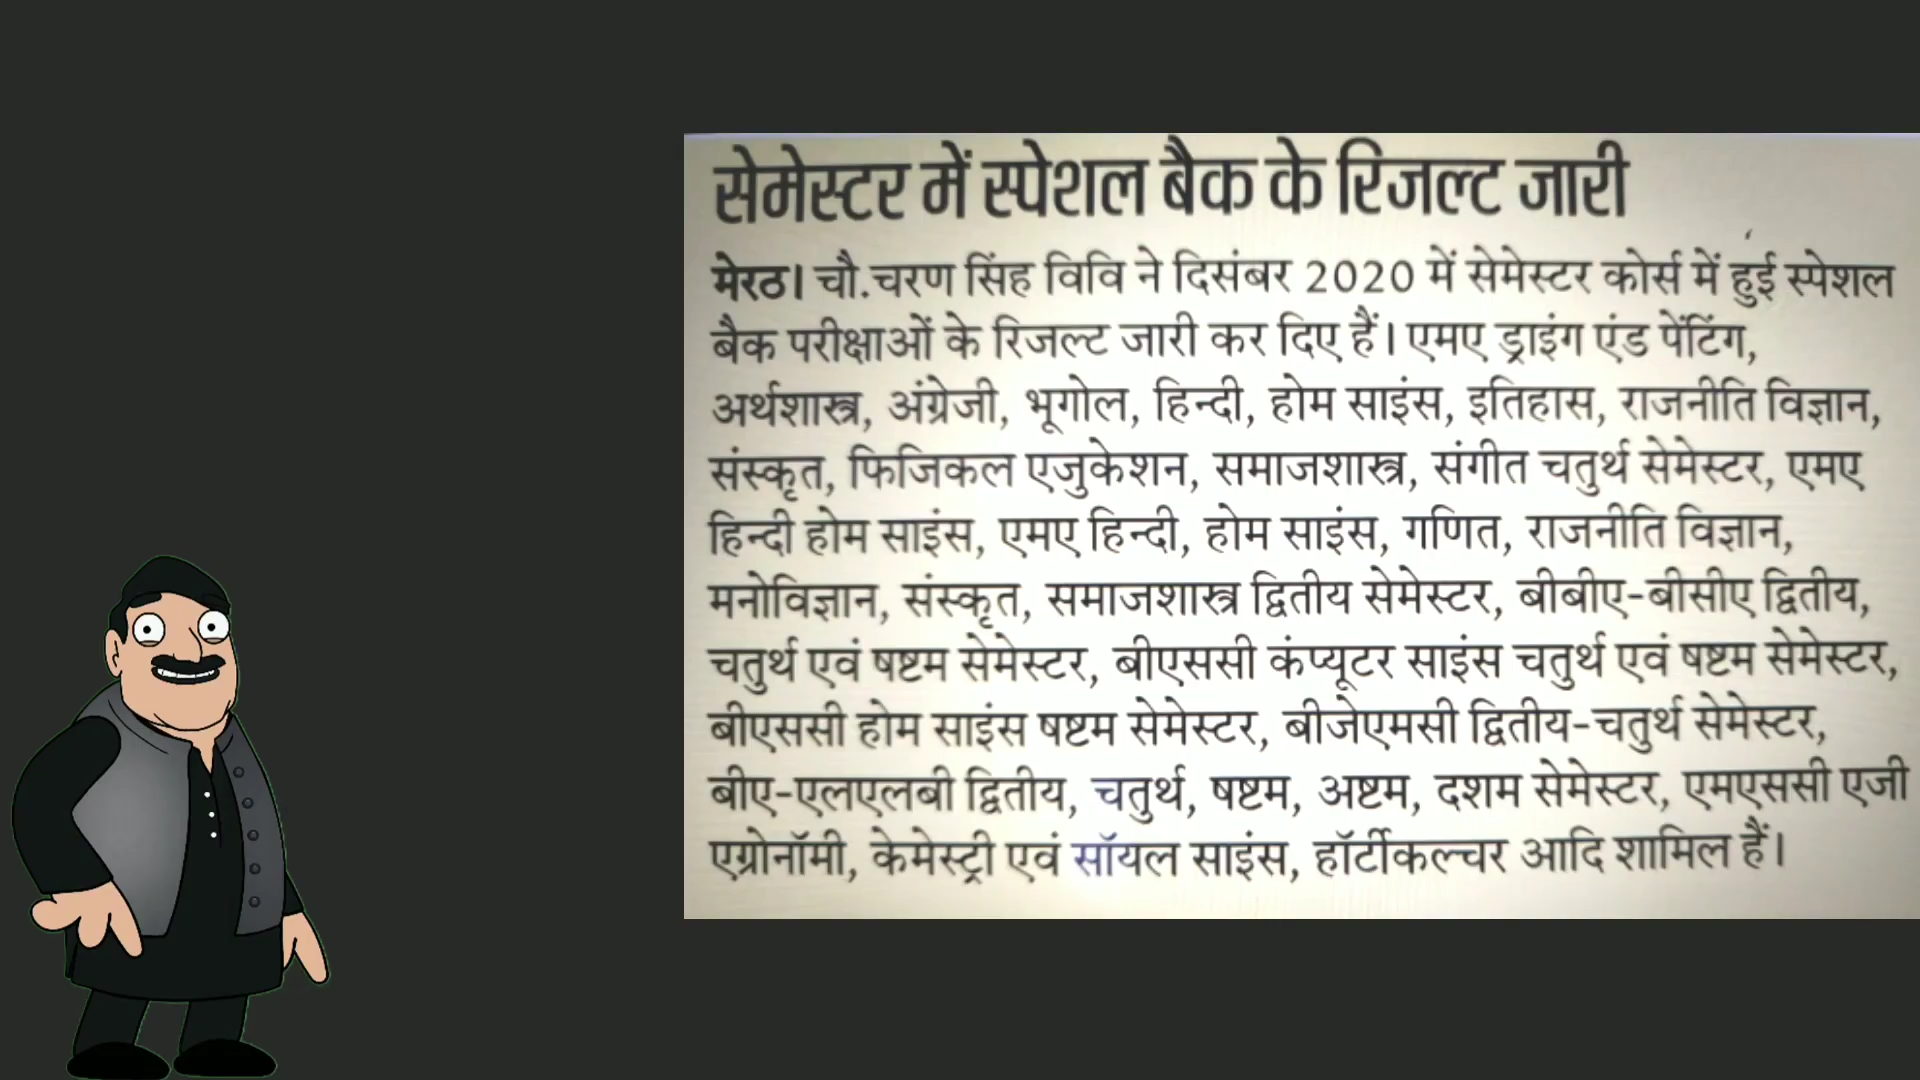 सेमेस्टर में स्पेशल बैक के रिजल्ट जारी
मेरठ। चौ.चरण सिंह विवि ने दिसंबर 2020 में सेमेस्टर कोर्स में हुई स्पेशल
बैक परीक्षाओं के रिजल्ट जारी कर दिए हैं। एमए ड्राइंग एंड पेंटिंग,
अर्थशास्त्र, अंग्रेजी, भूगोल, हिन्दी, होम साइंस, इतिहास, राजनीति विज्ञान,
संस्कृत, फिजिकल एजुकेशन, समाजशास्त्र, संगीत चतुर्थ सेमेस्टर, एमए
हिन्दी होम साइंस, एमए हिन्दी, होम साइंस, गणित, राजनीति विज्ञान,
मनोविज्ञान, संस्कृत, समाजशास्त्र द्वितीय सेमेस्टर, बीबीए-बीसीए द्वितीय,
चतुर्थ एवं षष्टम सेमेस्टर, बीएससी कंप्यूटर साइंस चतुर्थ एवं षष्टम सेमेस्टर,
बीएससी होम साइंस षष्टम सेमेस्टर, बीजेएमसी द्वितीय-चतुर्थ सेमेस्टर,
बीए-एलएलबी द्वितीय, चतुर्थ, षष्टम, अष्टम, दशम सेमेस्टर, एमएससी एजी
एग्रोनॉमी, केमेस्ट्री एवं सॉयल साइंस, हॉर्टीकल्चर आदि शामिल हैं।